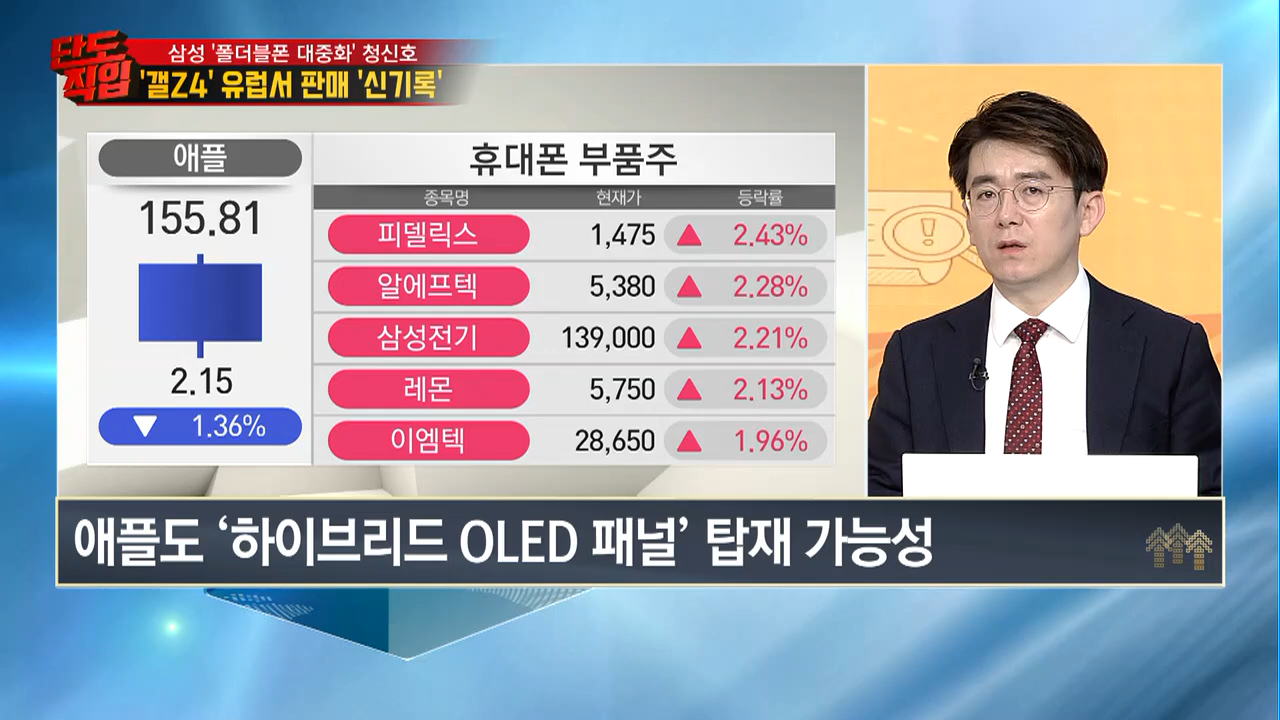 단도
직입
삼성 '폴더블폰 대중화' 청신호
'갤Z4' 유럽서 판매 '신기록'
애플
155.81
2.15
▼ 1.36%
휴대폰 부품주
종목명 현재가 등락률
피델릭스 1,475 ▲ 2.43%
알에프텍 5,380 ▲ 2.28%
삼성전기 139,000 ▲ 2.21%
레몬 5,750 ▲ 2.13%
이엠텍 28,650 ▲ 1.96%
애플도 ‘하이브리드 OLED 패널’ 탑재 가능성